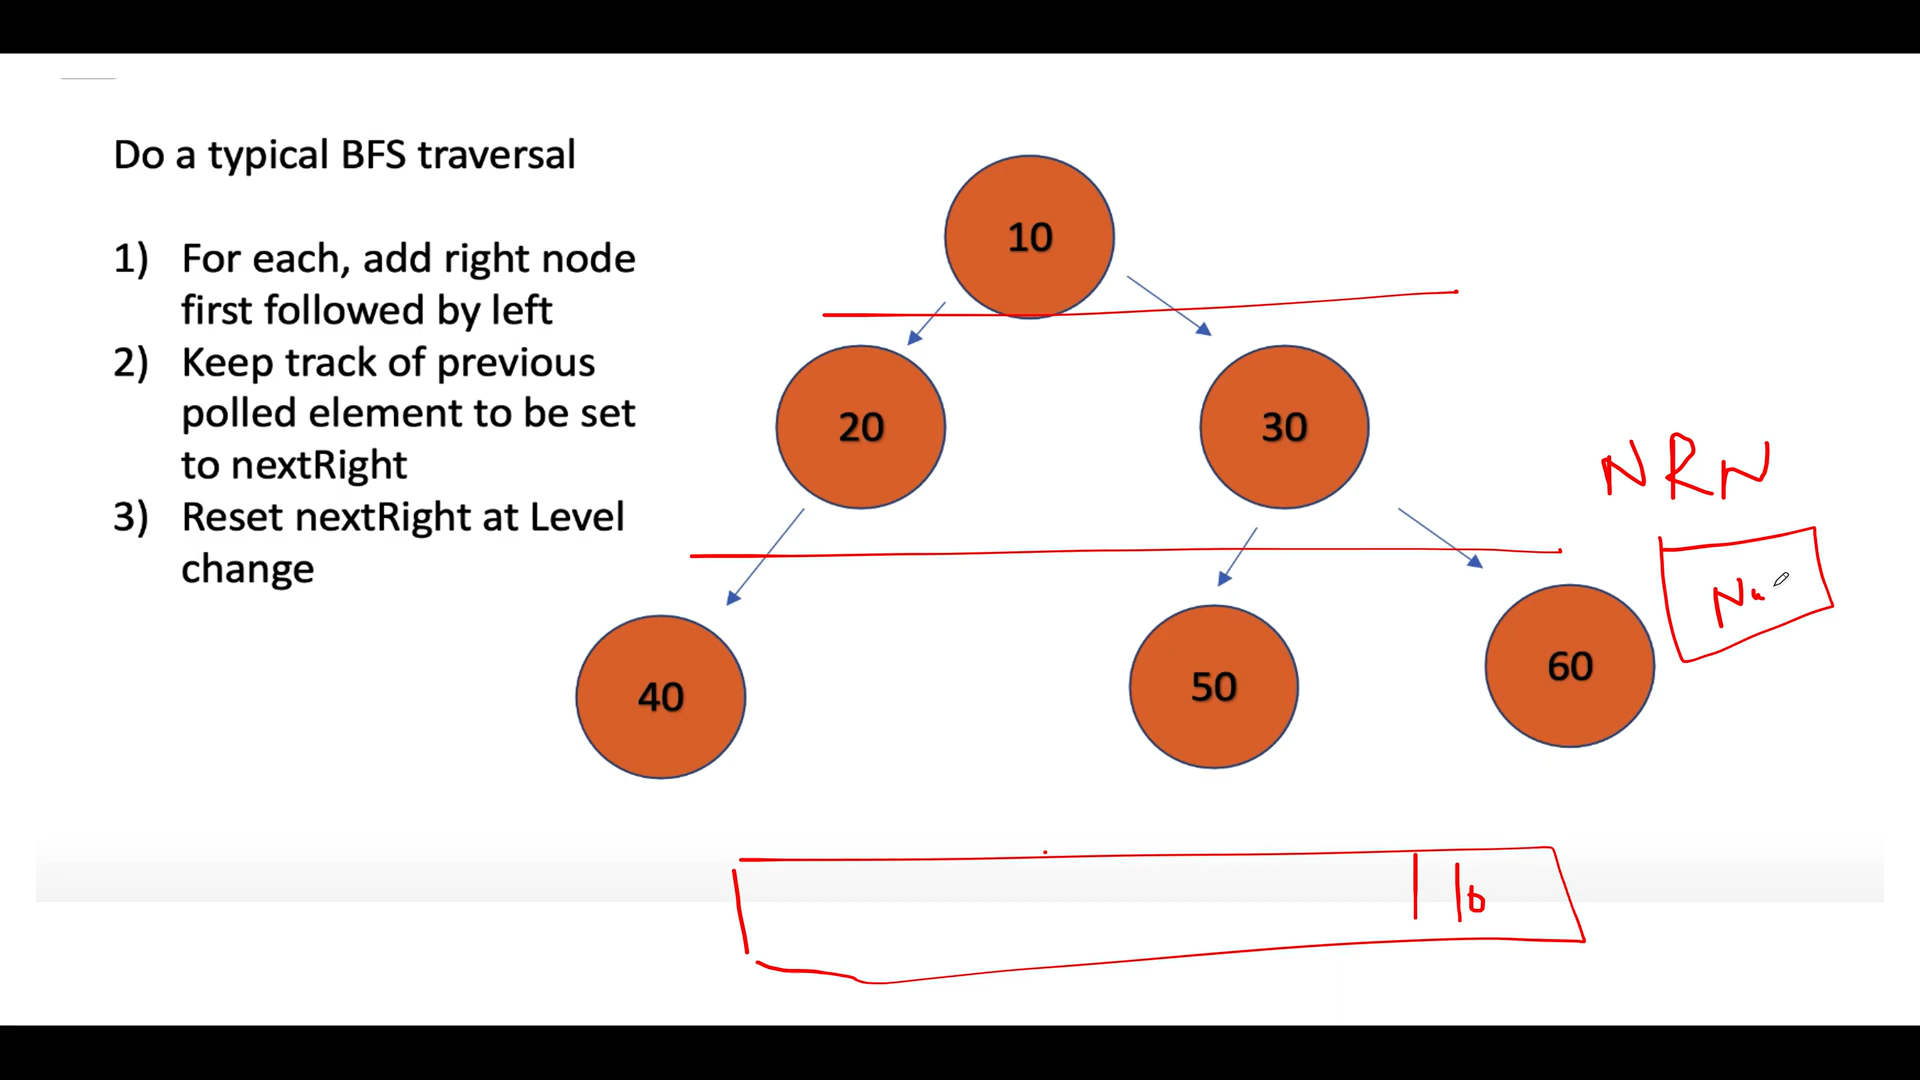 Do a typical BFS traversal
1) For each, add right node
first followed by left
2) Keep track of previous
polled element to be set
to nextRight
3) Reset nextRight at Level
change
10
20
30
NRN
Nu
40
50
60
10